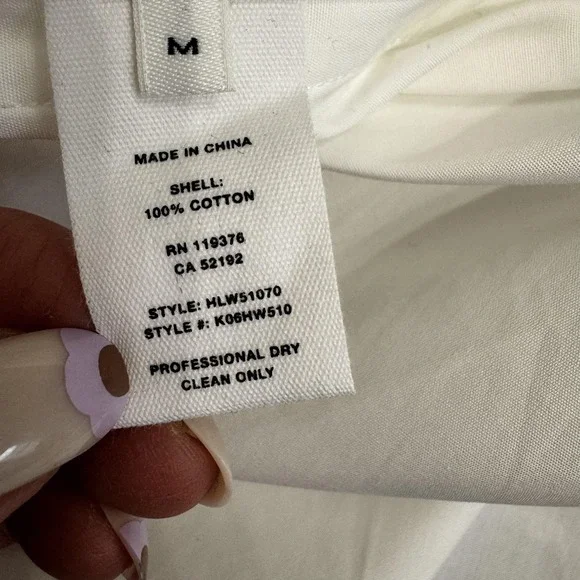 M
MADE IN CHINA
SHELL:
100% COTTON
RN 119376
CA 52192
STYLE: HLW51070
STYLE #: K06HW510
PROFESSIONAL DRY
CLEAN ONLY